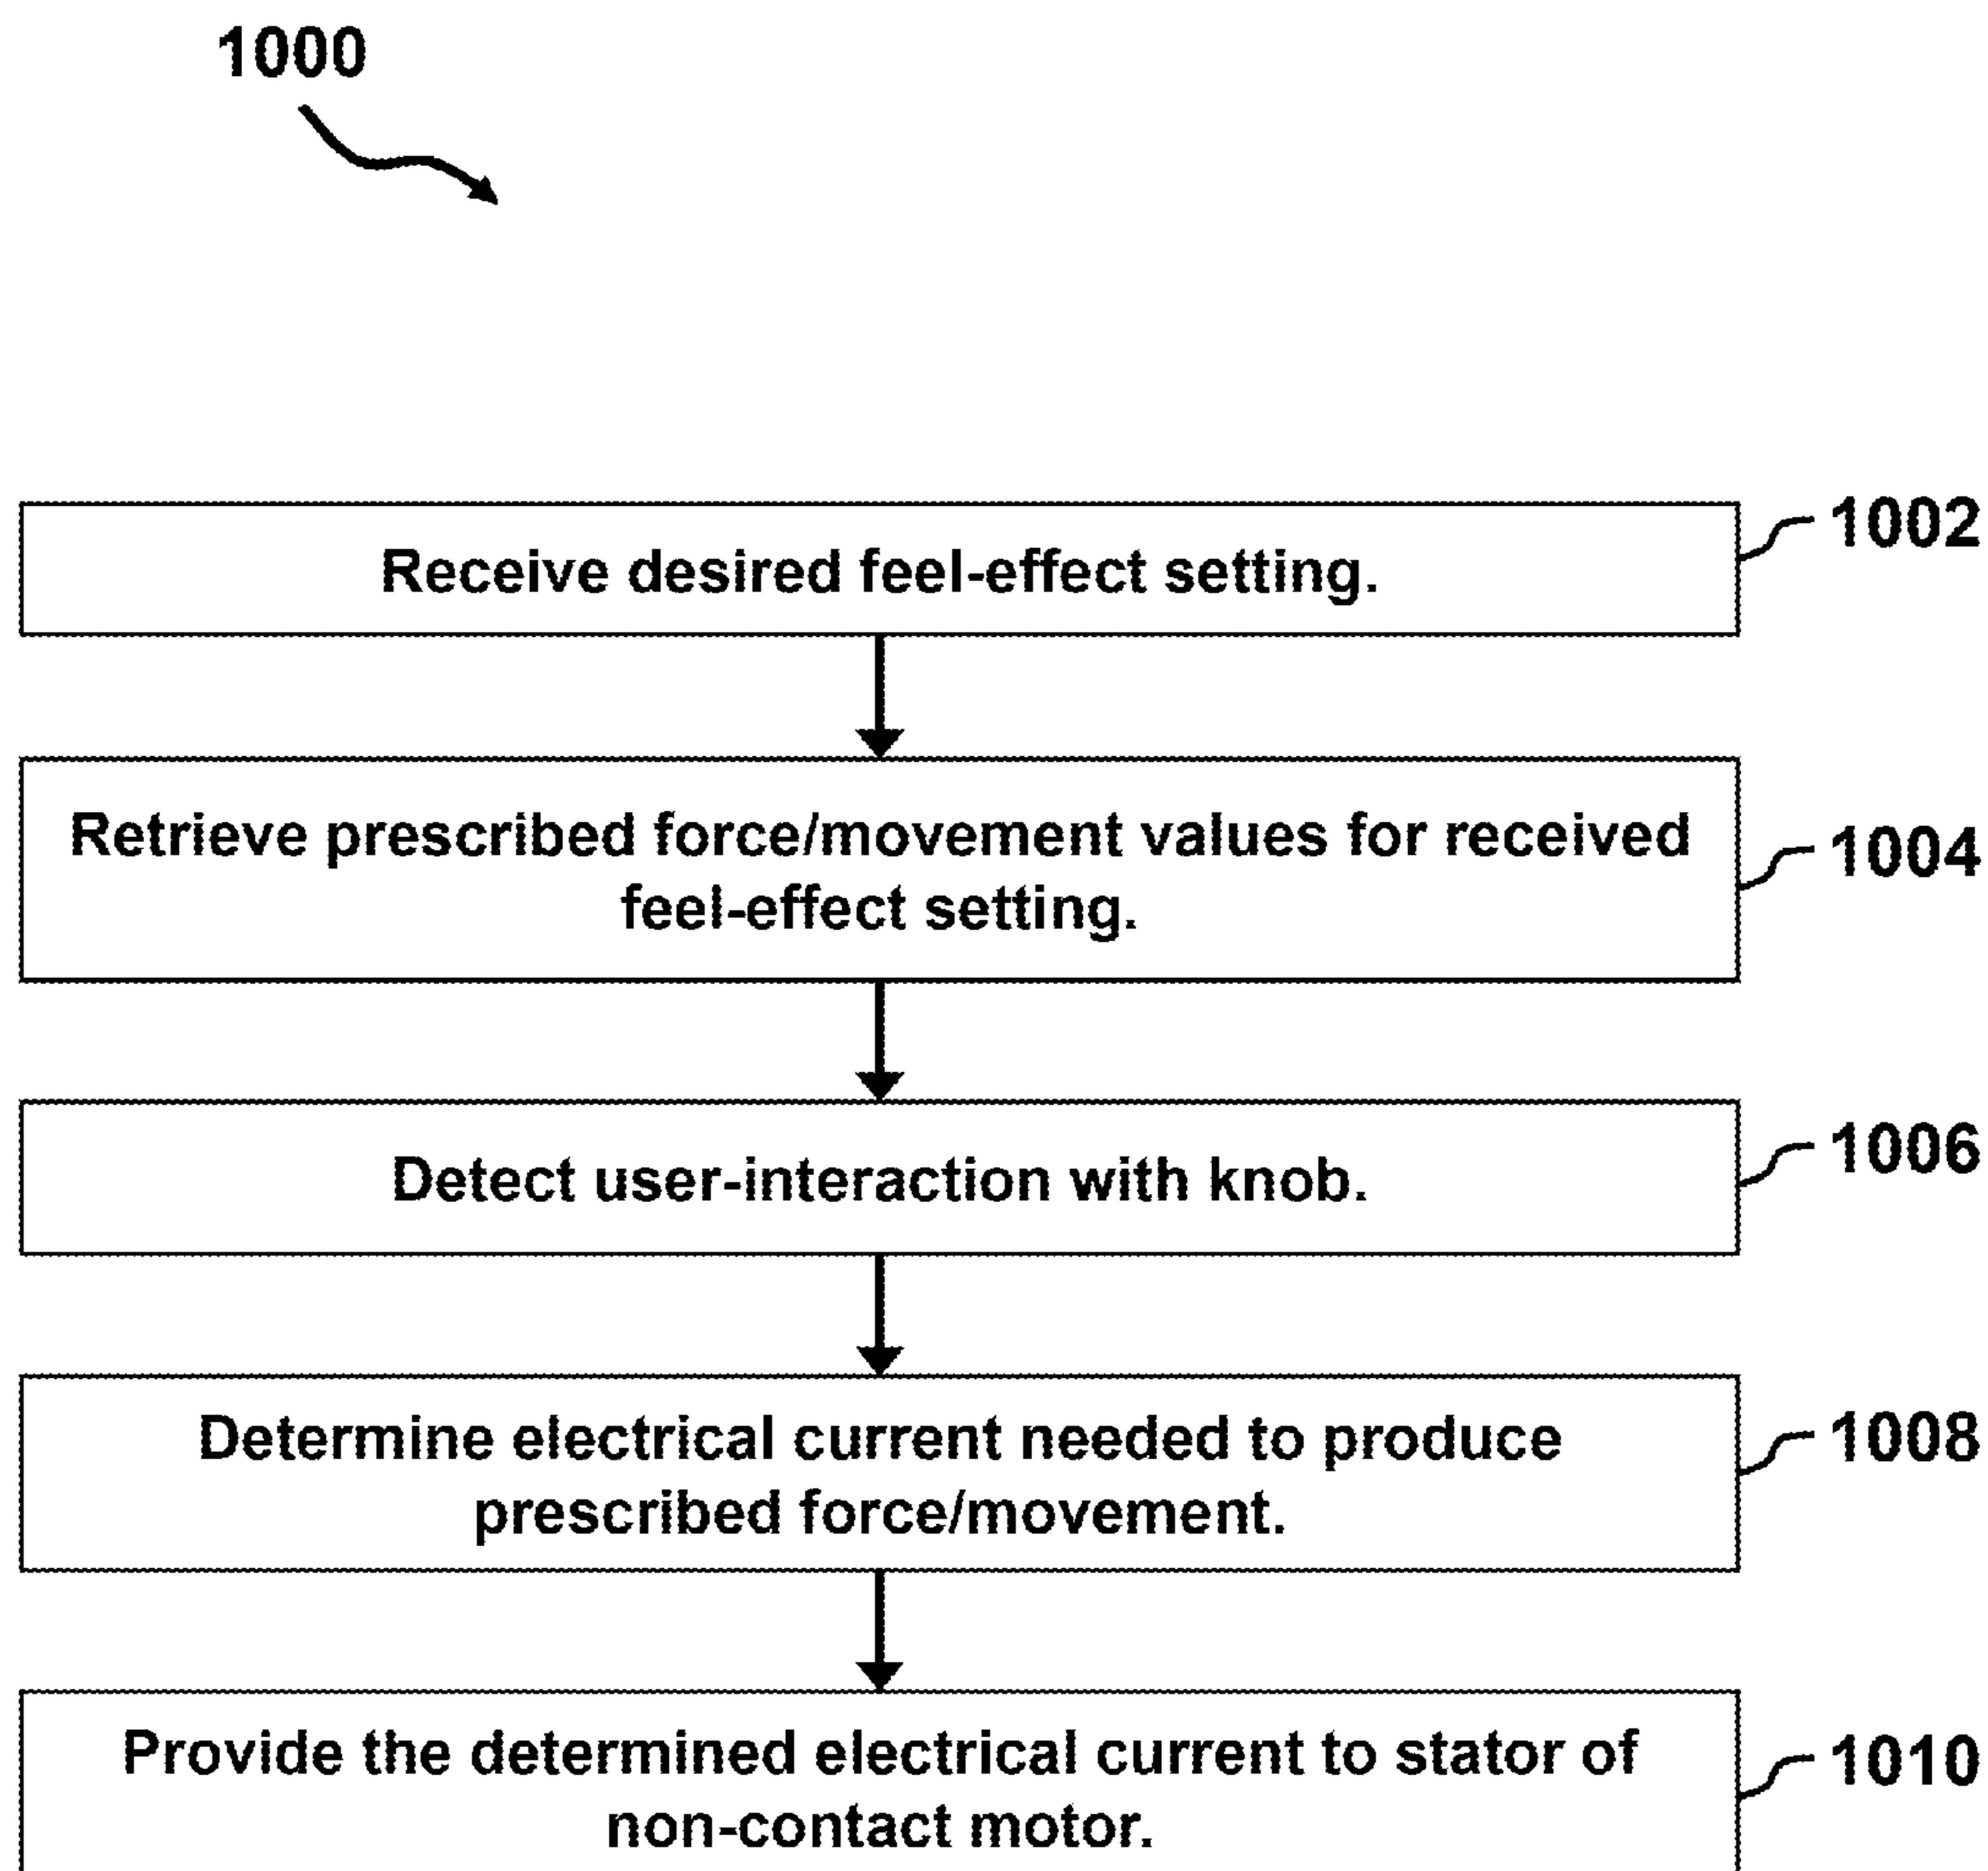 1000
Receive desired feel-effect setting.
1002
Retrieve prescribed force/movement values for received
feel-effect setting.
1004
Detect user-interaction with knob.
1006
Determine electrical current needed to produce
prescribed force/movement.
1008
Provide the determined electrical current to stator of
non-contact motor.
1010